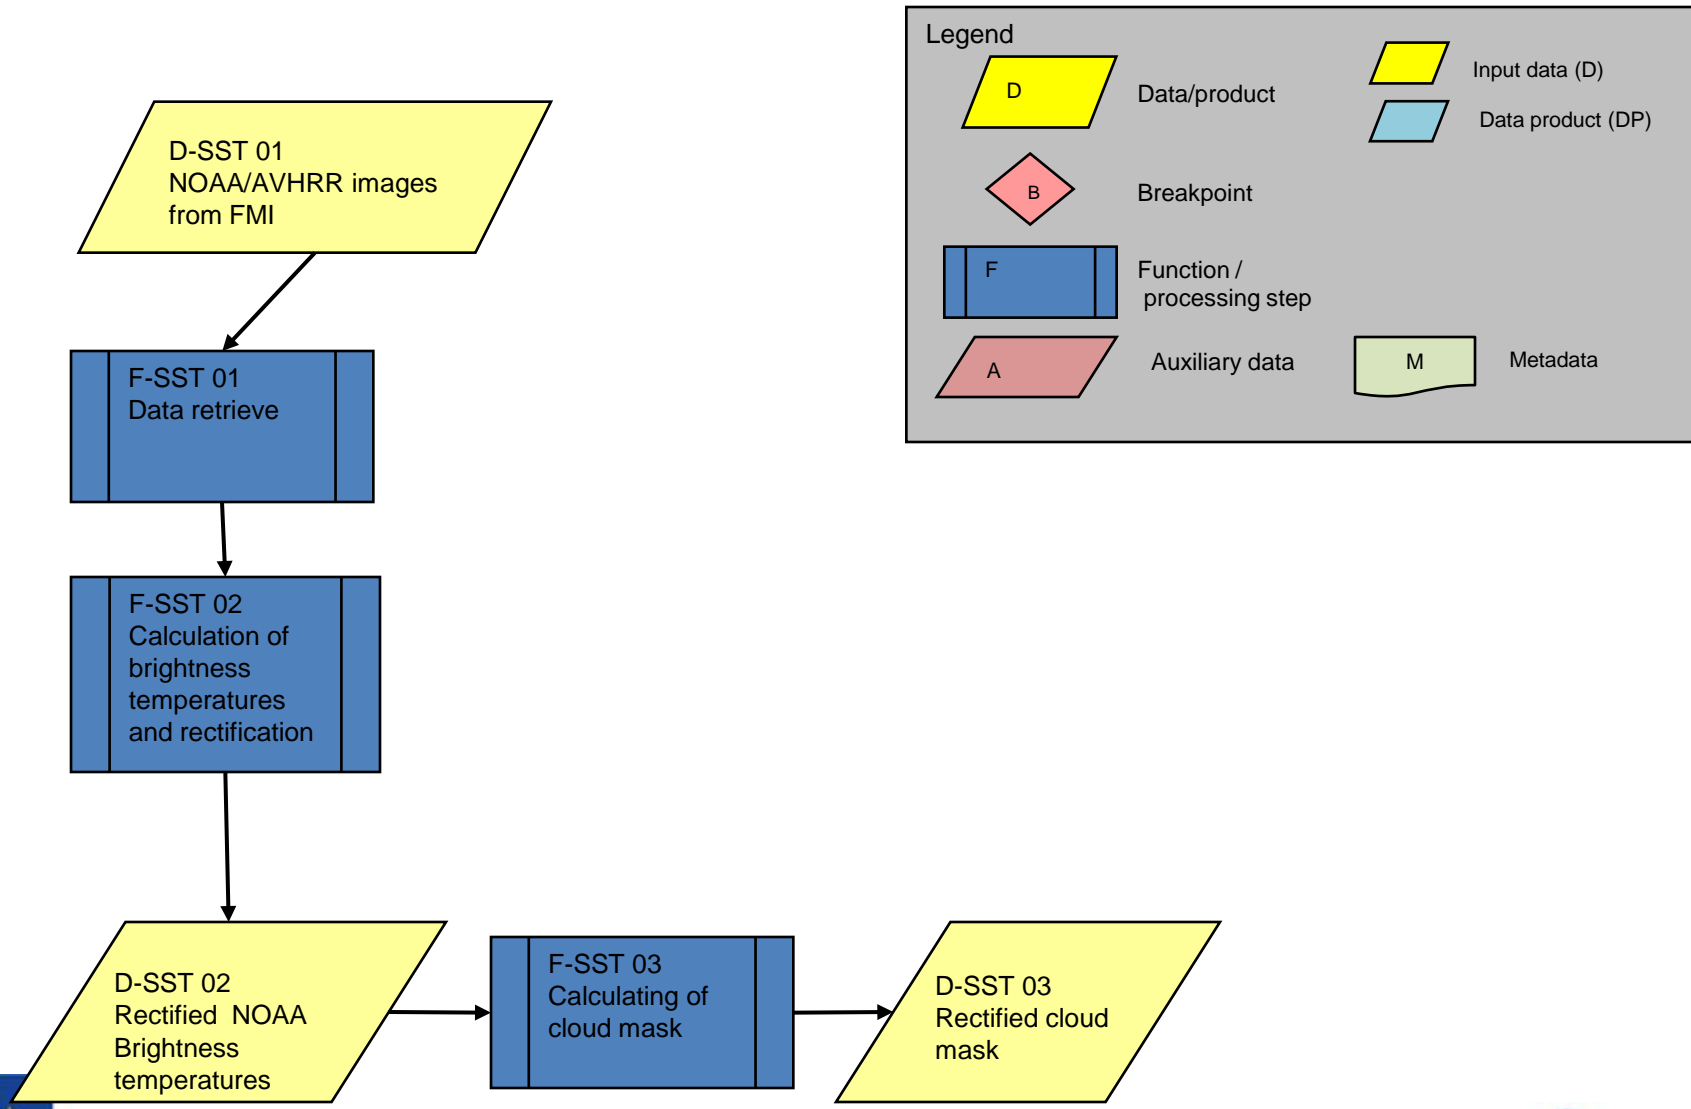 Legend
D
Data/product
Input data (D)
Data product (DP)
B
Breakpoint
F
Function /
processing step
A
Auxiliary data
M
Metadata
D-SST 01
NOAA/AVHRR images
from FMI
F-SST 01
Data retrieve
F-SST 02
Calculation of
brightness
temperatures
and rectification
D-SST 02
Rectified NOAA
Brightness
temperatures
F-SST 03
Calculating of
cloud mask
D-SST 03
Rectified cloud
mask